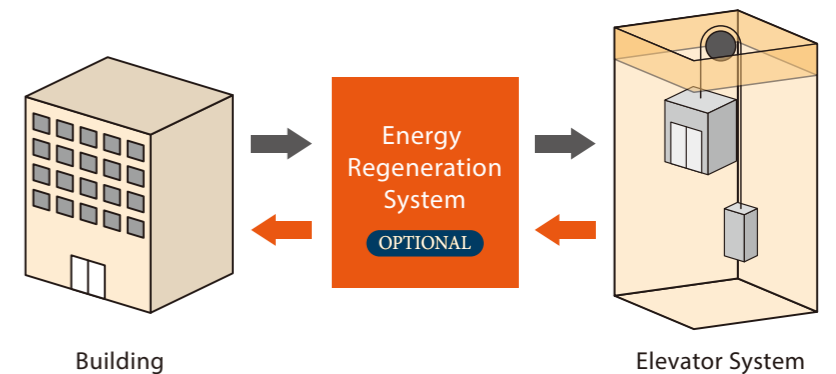 Energy
Regeneration
System
OPTIONAL
Building
Elevator System